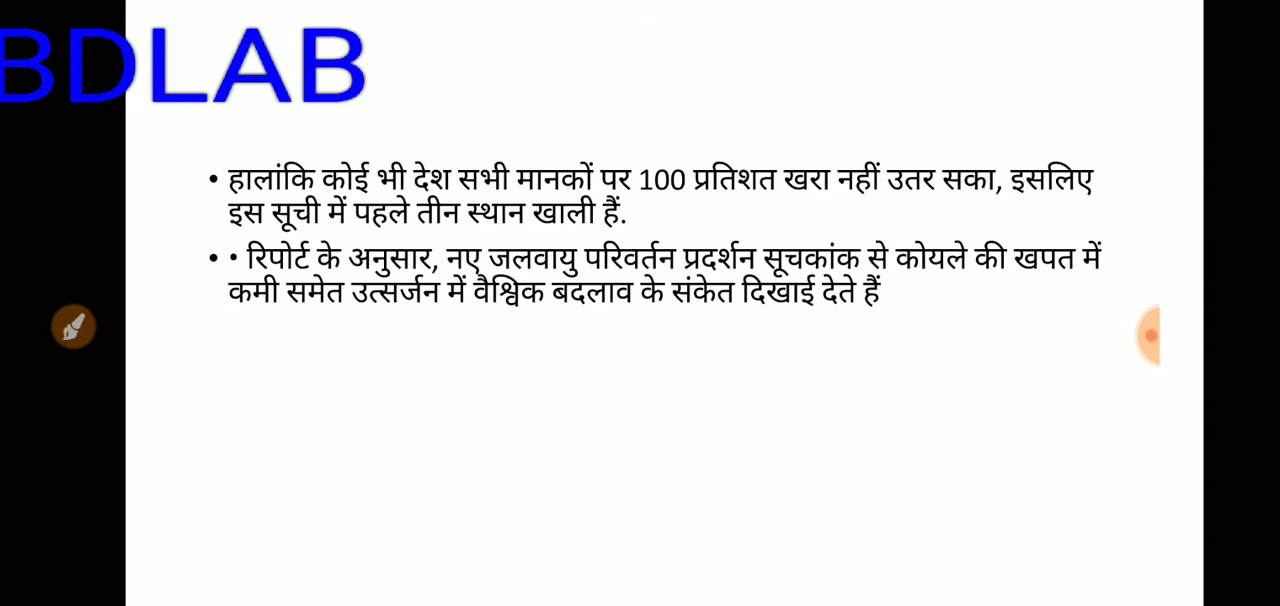 BDLAB
• हालांकि कोई भी देश सभी मानकों पर 100 प्रतिशत खरा नहीं उतर सका, इसलिए
इस सूची में पहले तीन स्थान खाली हैं.
• • रिपोर्ट के अनुसार, नए जलवायु परिवर्तन प्रदर्शन सूचकांक से कोयले की खपत में
कमी समेत उत्सर्जन में वैश्विक बदलाव के संकेत दिखाई देते हैं